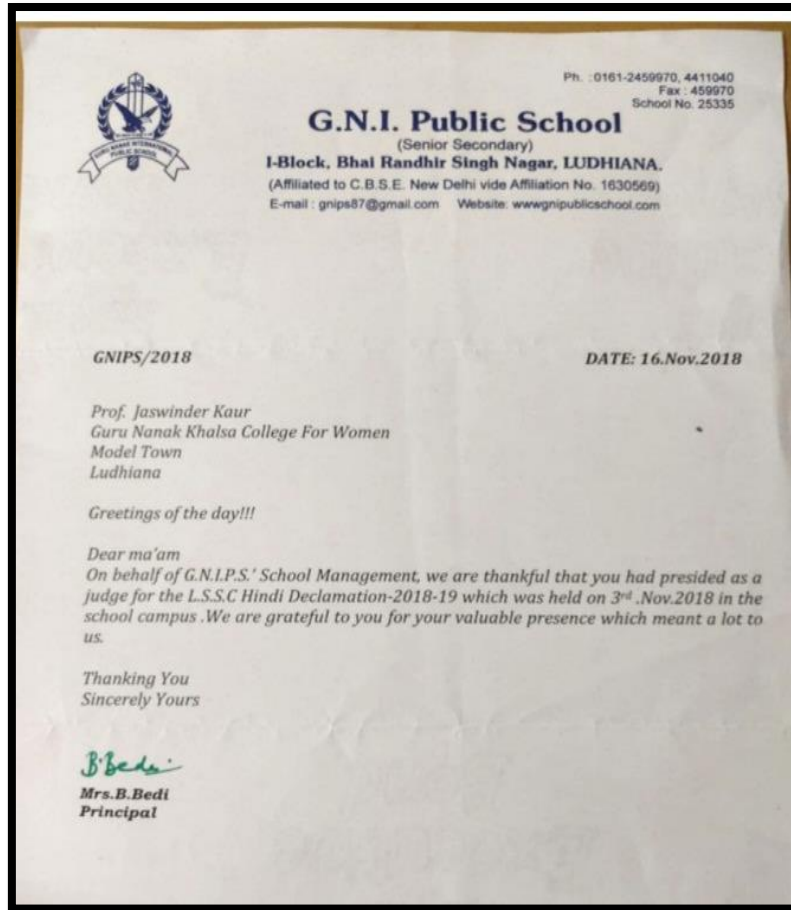 Ph. : 0161-2459970, 4411040
Fax : 459970
School No. 25335
GURU NANAK INTERNATIONAL
PUBLIC SCHOOL
G.N.I. Public School
(Senior Secondary)
I-Block, Bhai Randhir Singh Nagar, LUDHIANA.
(Affiliated to C.B.S.E. New Delhi vide Affiliation No. 1630569)
E-mail : gnips87@gmail.com Website: wwwgnipublicschool.com
GNIPS/2018 DATE: 16.Nov.2018
Prof. Jaswinder Kaur
Guru Nanak Khalsa College For Women
Model Town
Ludhiana
Greetings of the day!!!
Dear ma'am
On behalf of G.N.I.P.S.' School Management, we are thankful that you had presided as a
judge for the L.S.S.C Hindi Declamation-2018-19 which was held on 3rd .Nov.2018 in the
school campus .We are grateful to you for your valuable presence which meant a lot to
us.
Thanking You
Sincerely Yours
B.Bedi
Mrs.B.Bedi
Principal